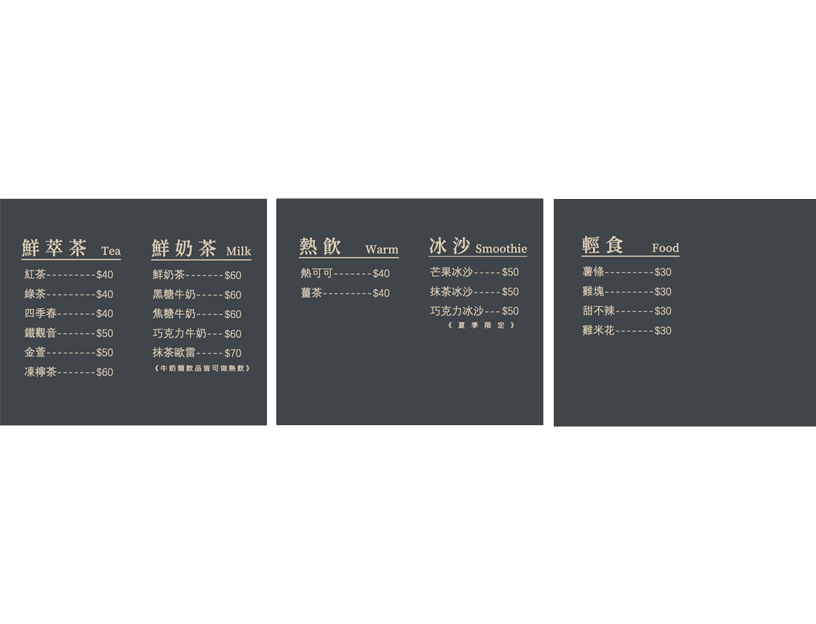 鮮萃茶 Tea
紅茶---------$40
綠茶---------$40
四季春-------$40
鐵觀音-------$50
金萱---------$50
凍檸茶-------$60
鮮奶茶 Milk
鮮奶茶-------$60
黑糖牛奶-----$60
焦糖牛奶-----$60
巧克力牛奶---$60
抹茶歐雷-----$70
《牛奶類飲品皆可做熱飲》
熱飲 Warm
熱可可-------$40
薑茶---------$40
冰沙 Smoothie
芒果冰沙-----$50
抹茶冰沙-----$50
巧克力冰沙---$50
《夏季限定》
輕食 Food
薯條---------$30
雞塊---------$30
甜不辣-------$30
雞米花-------$30